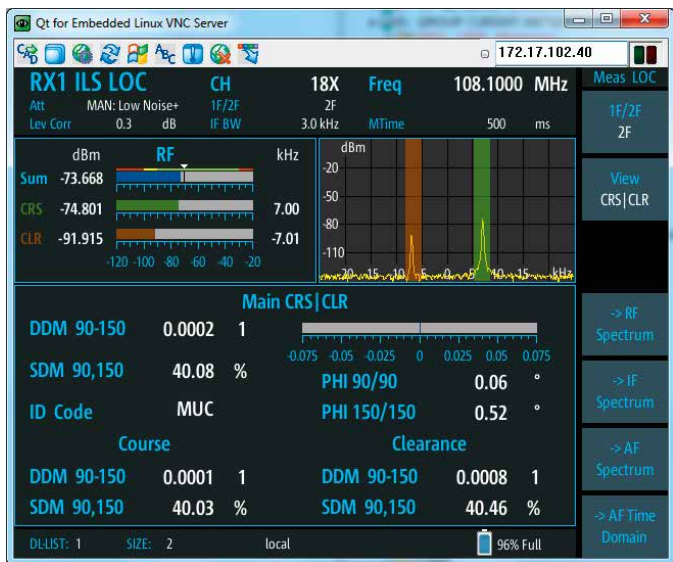 Qt for Embedded Linux VNC Server
CAD ABC 172.17.102.40
RX1 ILS LOC CH 18X Freq 108.1000 MHz
Att MAN: Low Noise+ 1F/2F 2F
Lev Corr 0.3 dB IF BW 3.0 kHz MTime 500 ms
Meas LOC
1F/2F
2F
View
CRS|CLR
-> RF
Spectrum
-> IF
Spectrum
-> AF
Spectrum
-> AF Time
Domain
dBm RF kHz
Sum -73.668
CRS -74.801 7.00
CLR -91.915 -7.01
-120 -100 -80 -60 -40 -20
dBm
-20
-50
-80
-110
-20 -15 -10 -5 0 5 10 15 kHz
Main CRS|CLR
DDM 90-150 0.0002 1
-0.075 -0.05 -0.025 0 0.025 0.05 0.075
SDM 90,150 40.08 %
PHI 90/90 0.06 °
ID Code MUC
PHI 150/150 0.52 °
Course
DDM 90-150 0.0001 1
SDM 90,150 40.03 %
Clearance
DDM 90-150 0.0008 1
SDM 90,150 40.46 %
DL-LIST: 1 SIZE: 2 local 96% Full